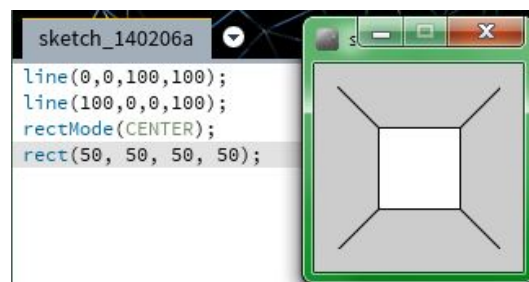 sketch_140206a
line(0,0,100,100);
line(100,0,0,100);
rectMode(CENTER);
rect(50, 50, 50, 50);
s